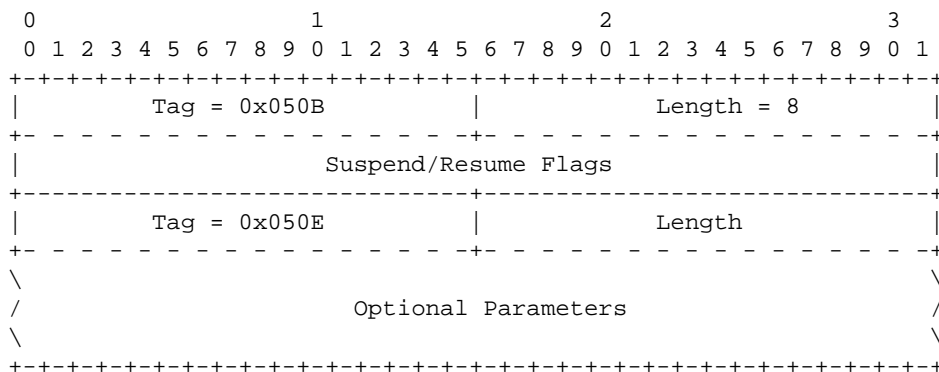 0                   1                   2                   3
 0 1 2 3 4 5 6 7 8 9 0 1 2 3 4 5 6 7 8 9 0 1 2 3 4 5 6 7 8 9 0 1
+-+-+-+-+-+-+-+-+-+-+-+-+-+-+-+-+-+-+-+-+-+-+-+-+-+-+-+-+-+-+-+-+
|         Tag = 0x050B          |           Length = 8          |
+- - - - - - - - - - - - - - - -+- - - - - - - - - - - - - - - -+
|                     Suspend/Resume Flags                      |
+-------------------------------+-------------------------------+
|         Tag = 0x050E          |            Length             |
+- - - - - - - - - - - - - - - -+- - - - - - - - - - - - - - - -+
\                                                               \
/                       Optional Parameters                     /
\                                                               \
+-+-+-+-+-+-+-+-+-+-+-+-+-+-+-+-+-+-+-+-+-+-+-+-+-+-+-+-+-+-+-+-+